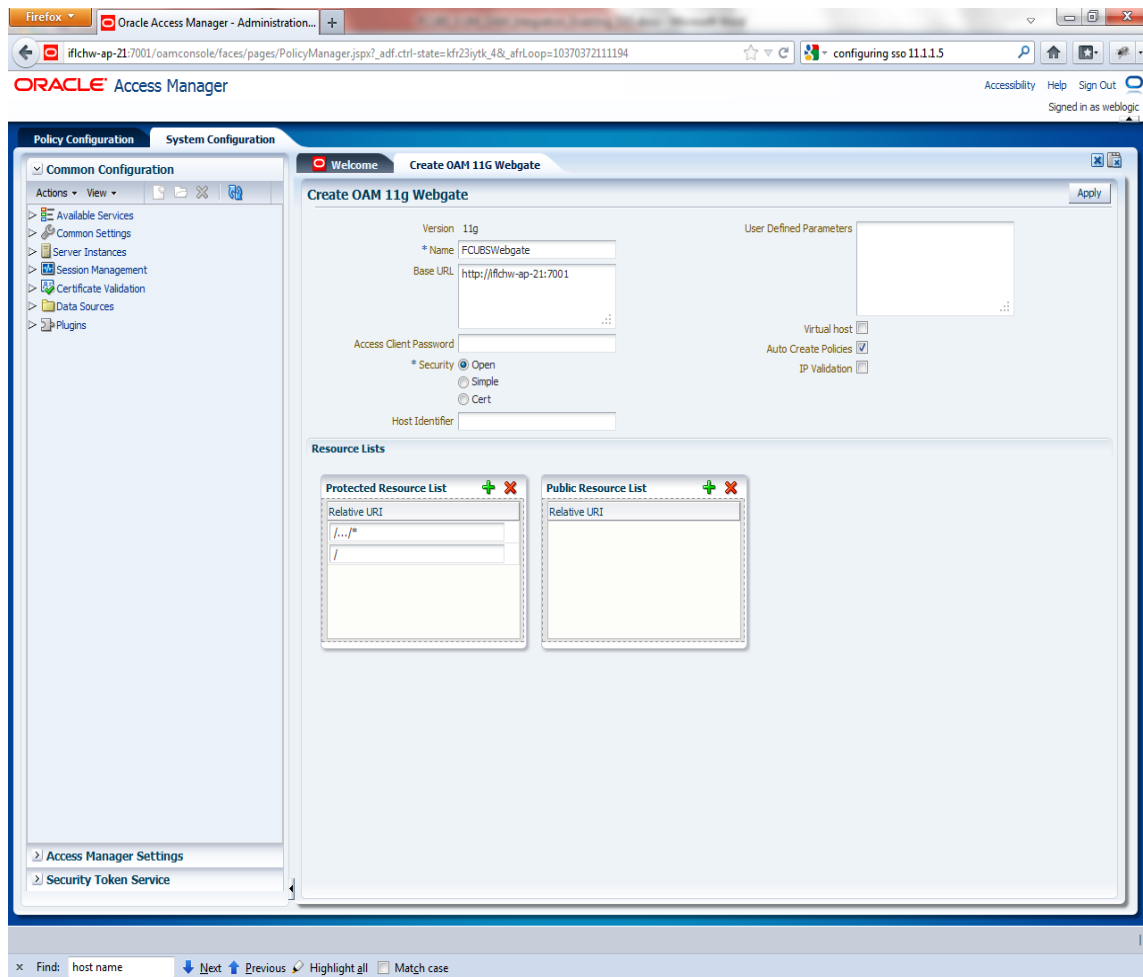 Firefox
Oracle Access Manager - Administration...
iflchw-ap-21:7001/oamconsole/faces/pages/PolicyManager.jspx?_adf.ctrl-state=kfr23iytk_4&_afrLoop=10370372111194
configuring sso 11.1.1.5
ORACLE Access Manager
Accessibility Help Sign Out
Signed in as weblogic
Policy Configuration System Configuration
Common Configuration
Actions View
Available Services
Common Settings
Server Instances
Session Management
Certificate Validation
Data Sources
Plugins
Access Manager Settings
Security Token Service
Welcome Create OAM 11G Webgate
Create OAM 11g Webgate
Apply
Version 11g
* Name FCUBSWebgate
Base URL http://iflchw-ap-21:7001
Access Client Password
* Security Open
Simple
Cert
Host Identifier
User Defined Parameters
Virtual host
Auto Create Policies
IP Validation
Resource Lists
Protected Resource List
Relative URI
/.../*
/
Public Resource List
Relative URI
x Find: host name Next Previous Highlight all Match case